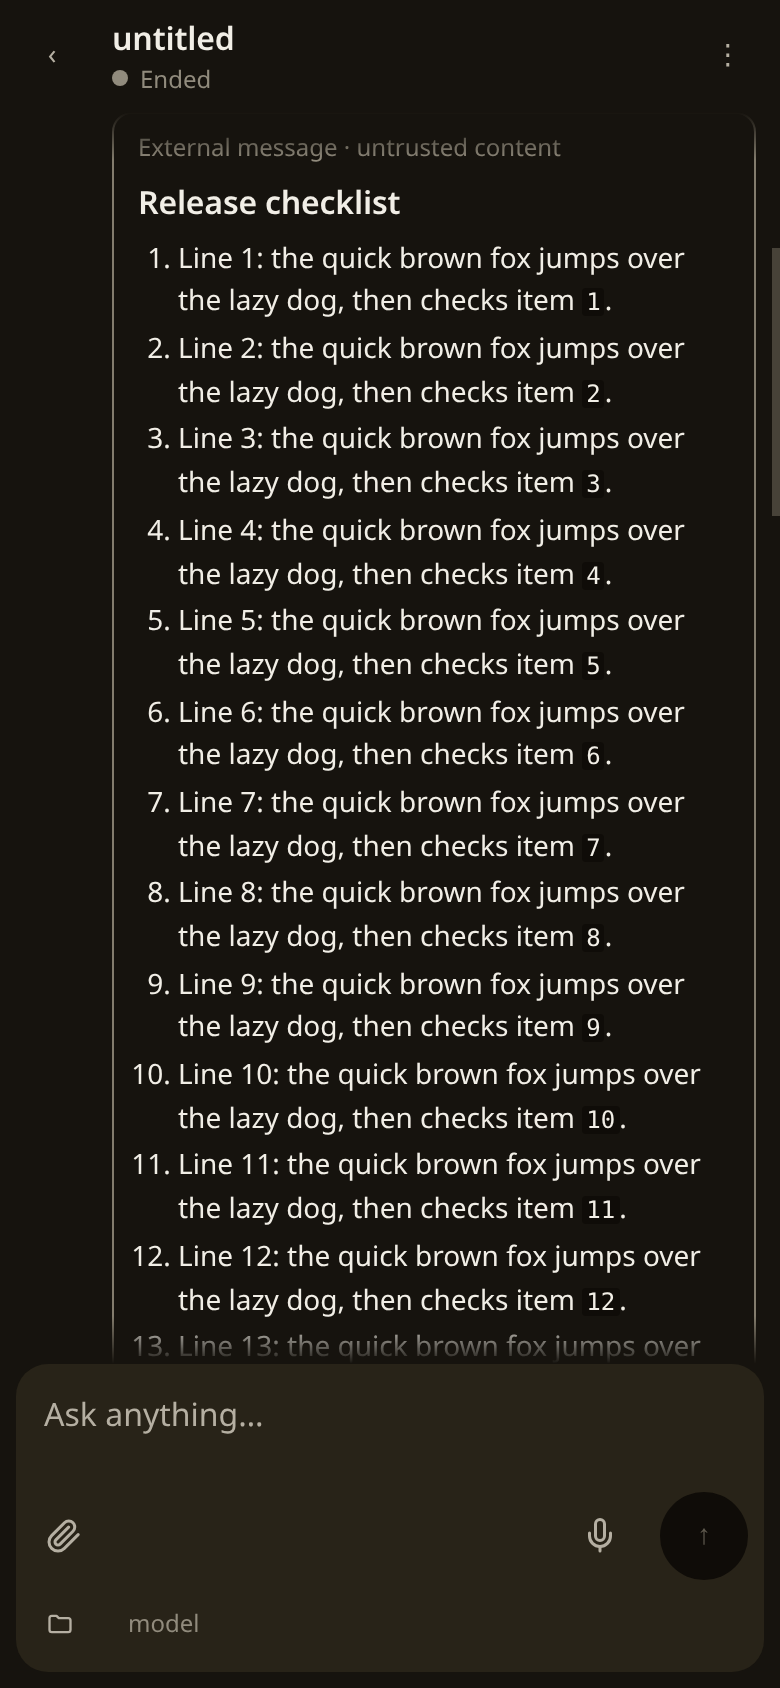 untitled
Ended
External message · untrusted content
Release checklist
1. Line 1: the quick brown fox jumps over
the lazy dog, then checks item 1.
2. Line 2: the quick brown fox jumps over
the lazy dog, then checks item 2.
3. Line 3: the quick brown fox jumps over
the lazy dog, then checks item 3.
4. Line 4: the quick brown fox jumps over
the lazy dog, then checks item 4.
5. Line 5: the quick brown fox jumps over
the lazy dog, then checks item 5.
6. Line 6: the quick brown fox jumps over
the lazy dog, then checks item 6.
7. Line 7: the quick brown fox jumps over
the lazy dog, then checks item 7.
8. Line 8: the quick brown fox jumps over
the lazy dog, then checks item 8.
9. Line 9: the quick brown fox jumps over
the lazy dog, then checks item 9.
10. Line 10: the quick brown fox jumps over
the lazy dog, then checks item 10.
11. Line 11: the quick brown fox jumps over
the lazy dog, then checks item 11.
12. Line 12: the quick brown fox jumps over
the lazy dog, then checks item 12.
13. Line 13: the quick brown fox jumps over
Ask anything...
model